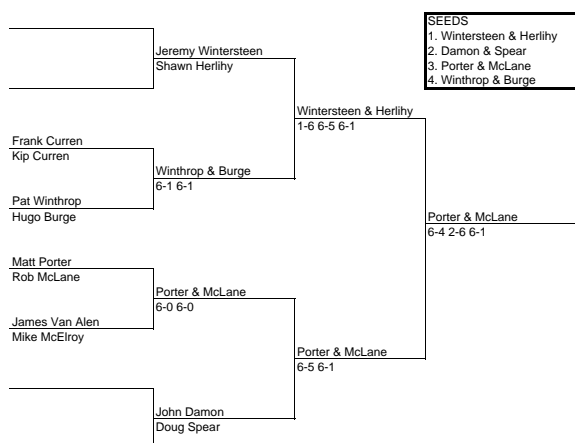 SEEDS
1. Wintersteen & Herlihy
2. Damon & Spear
3. Porter & McLane
4. Winthrop & Burge
Jeremy Wintersteen
Shawn Herlihy
Wintersteen & Herlihy
1-6 6-5 6-1
Frank Curren
Kip Curren
Winthrop & Burge
6-1 6-1
Pat Winthrop
Hugo Burge
Porter & McLane
6-4 2-6 6-1
Matt Porter
Rob McLane
Porter & McLane
6-0 6-0
James Van Alen
Mike McElroy
Porter & McLane
6-5 6-1
John Damon
Doug Spear